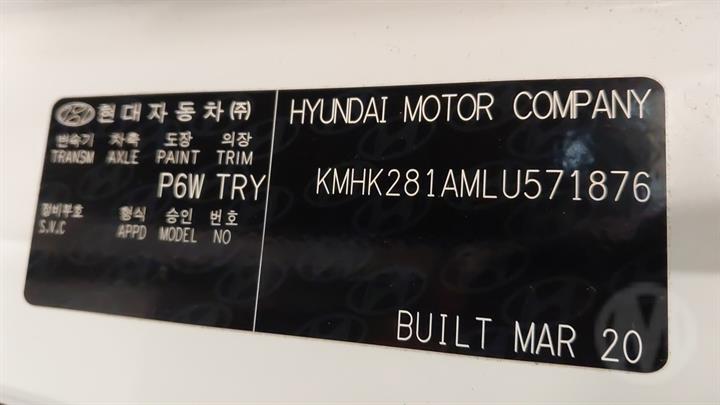 현대자동차㈜
변속기 차축 도장 의장
TRANSM AXLE PAINT TRIM
P6W TRY
정비부호 형식 승인 번호
S.V.C APPD MODEL NO
HYUNDAI MOTOR COMPANY
KMHK281AMLU571876
BUILT MAR 20